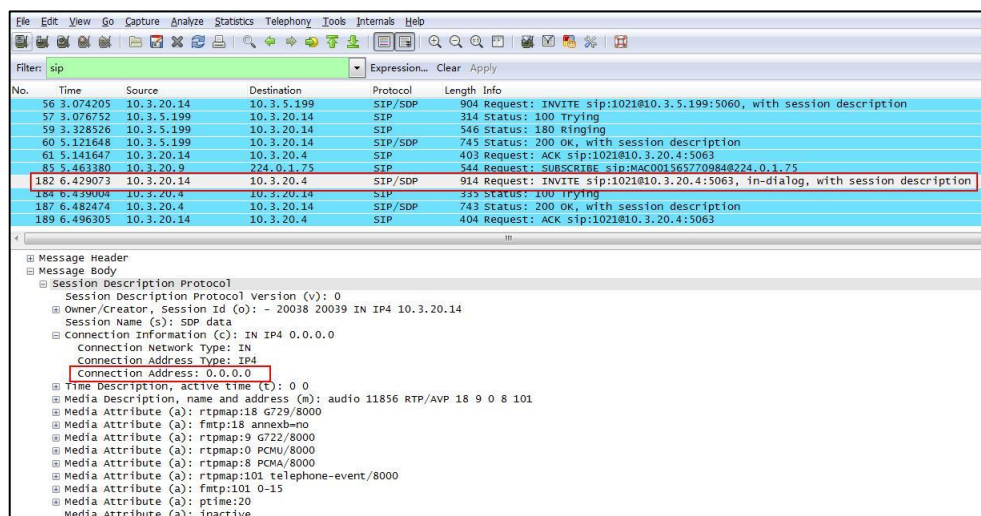 File Edit View Go Capture Analyze Statistics Telephony Tools Internals Help
Filter: sip Expression... Clear Apply
No. Time Source Destination Protocol Length Info
56 3.074205 10.3.20.14 10.3.5.199 SIP/SDP 904 Request: INVITE sip:1021@10.3.5.199:5060, with session description
57 3.076752 10.3.5.199 10.3.20.14 SIP 314 Status: 100 Trying
59 3.328526 10.3.5.199 10.3.20.14 SIP 546 Status: 180 Ringing
60 5.121648 10.3.5.199 10.3.20.14 SIP/SDP 745 Status: 200 OK, with session description
61 5.141647 10.3.20.14 10.3.20.4 SIP 403 Request: ACK sip:1021@10.3.20.4:5063
85 5.463380 10.3.20.9 224.0.1.75 SIP 544 Request: SUBSCRIBE sip:MAC001565770984@224.0.1.75
182 6.429073 10.3.20.14 10.3.20.4 SIP/SDP 914 Request: INVITE sip:1021@10.3.20.4:5063, in-dialog, with session description
184 6.439004 10.3.20.4 10.3.20.14 SIP 335 Status: 100 Trying
187 6.482474 10.3.20.4 10.3.20.14 SIP/SDP 743 Status: 200 OK, with session description
189 6.496305 10.3.20.14 10.3.20.4 SIP 404 Request: ACK sip:1021@10.3.20.4:5063
Message Header
Message Body
Session Description Protocol
Session Description Protocol Version (v): 0
Owner/Creator, Session Id (o): - 20038 20039 IN IP4 10.3.20.14
Session Name (s): SDP data
Connection Information (c): IN IP4 0.0.0.0
Connection Network Type: IN
Connection Address Type: IP4
Connection Address: 0.0.0.0
Time Description, active time (t): 0 0
Media Description, name and address (m): audio 11856 RTP/AVP 18 9 0 8 101
Media Attribute (a): rtpmap:18 G729/8000
Media Attribute (a): fmtp:18 annexb=no
Media Attribute (a): rtpmap:9 G722/8000
Media Attribute (a): rtpmap:0 PCMU/8000
Media Attribute (a): rtpmap:8 PCMA/8000
Media Attribute (a): rtpmap:101 telephone-event/8000
Media Attribute (a): fmtp:101 0-15
Media Attribute (a): ptime:20
Media Attribute (a): inactive